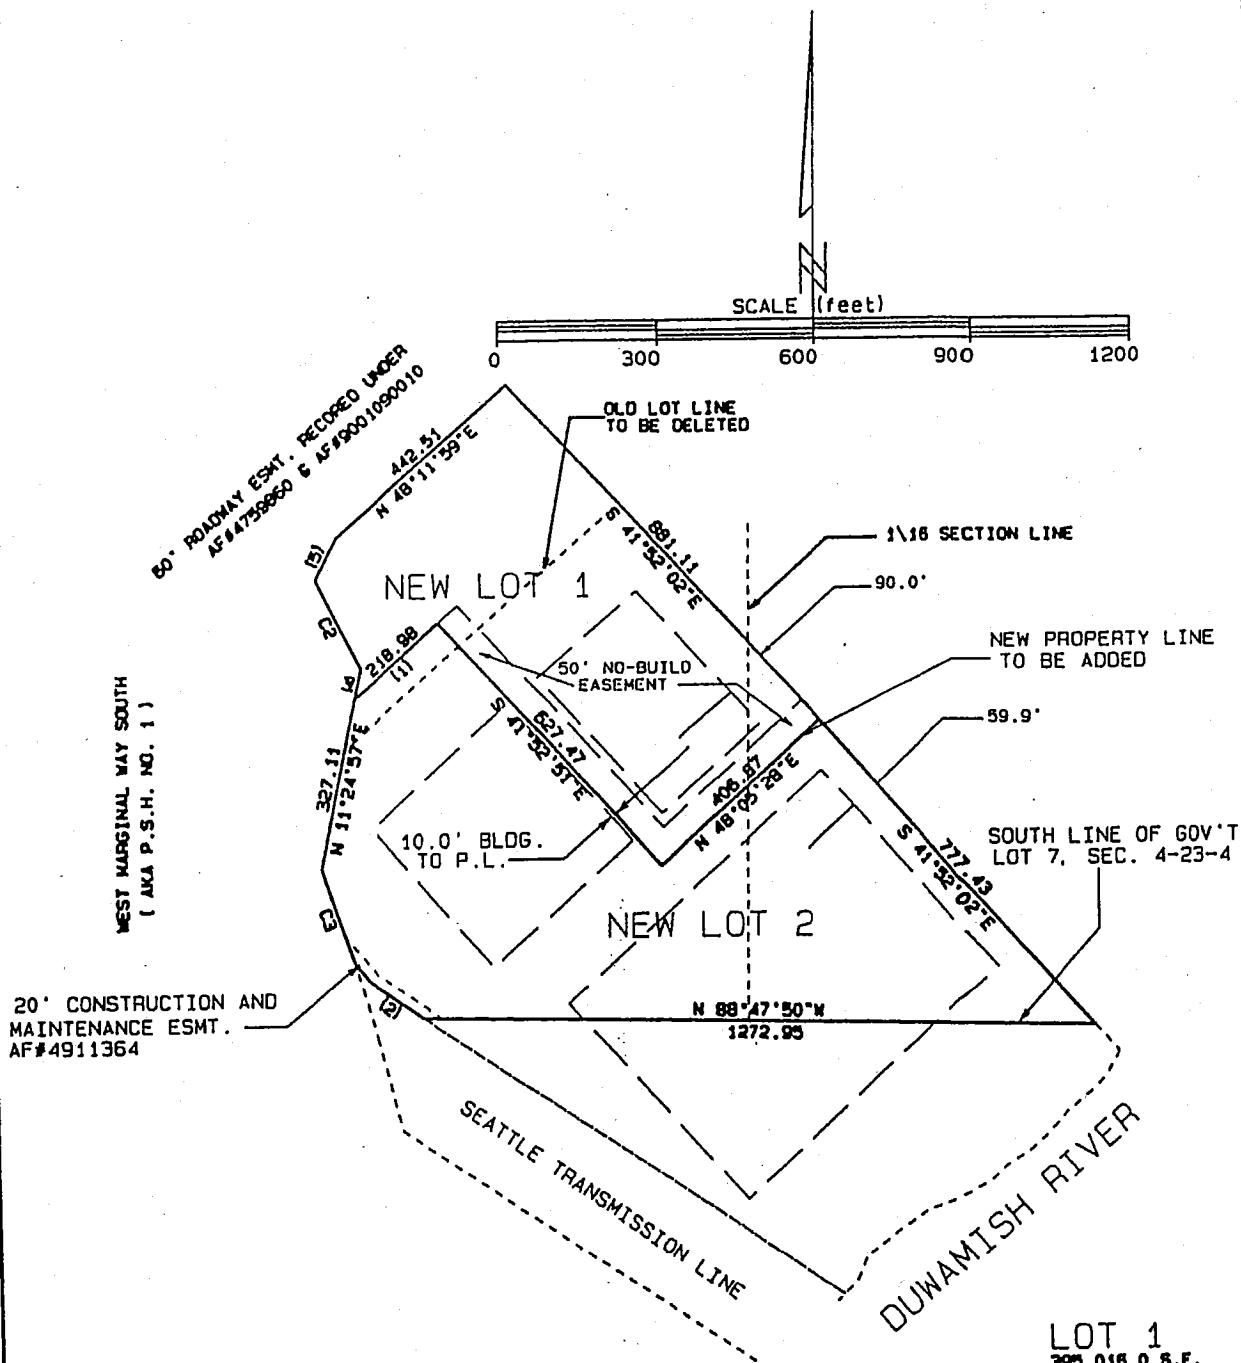 SCALE (feet)
0 300 600 900 1200
50' ROADWAY ESMT. RECORED UNDER
AF#4759860 & AF#9001090010
OLD LOT LINE
TO BE DELETED
442.51
N 48°11'59"E
881.11
S 41°52'02"E
1\16 SECTION LINE
90.0'
(5)
NEW LOT 1
C2
218.98
(1)
50' NO-BUILD
EASEMENT
NEW PROPERTY LINE
TO BE ADDED
59.9'
WEST MARGINAL WAY SOUTH
( AKA P.S.H. NO. 1 )
327.11
N 11°24'57"E
627.47
S 41°52'51"E
406.87
N 48°05'28"E
10.0' BLDG.
TO P.L.
777.43
S 41°52'02"E
SOUTH LINE OF GOV'T
LOT 7, SEC. 4-23-4
C3
NEW LOT 2
20' CONSTRUCTION AND
MAINTENANCE ESMT.
AF#4911364
(2)
N 88°47'50"W
1272.95
SEATTLE TRANSMISSION LINE
DUWAMISH RIVER
LOT 1
395,015.0 S.F.